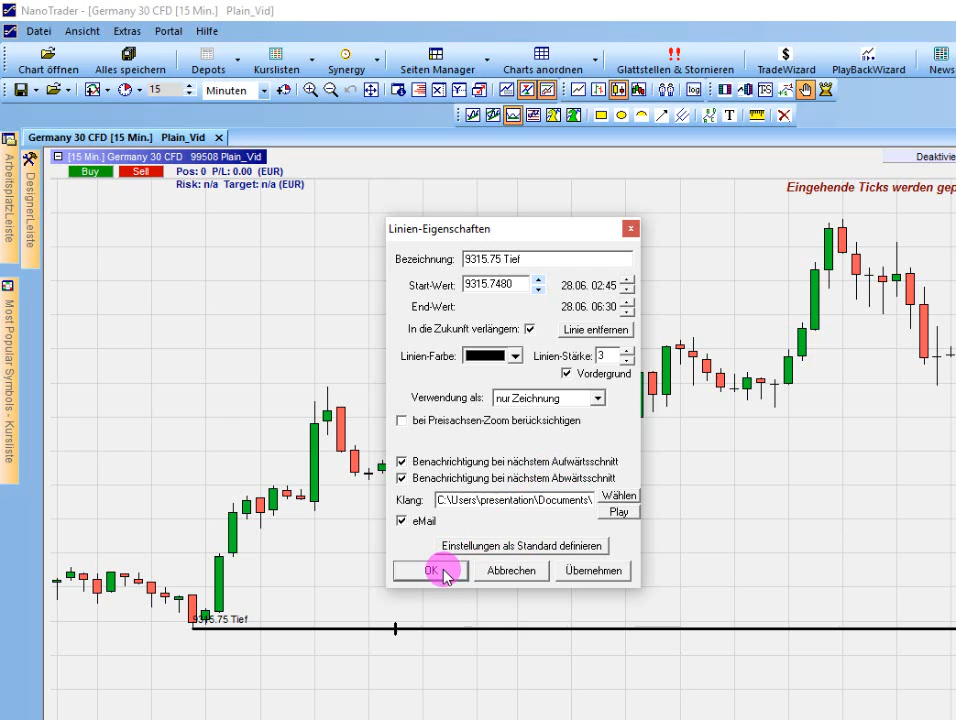 NanoTrader - [Germany 30 CFD [15 Min.] Plain_Vid]
Datei Ansicht Extras Portal Hilfe
Chart öffnen Alles speichern Depots Kurslisten Synergy Seiten Manager Charts anordnen Glattstellen & Stornieren TradeWizard PlayBackWizard News
15 Minuten log
Germany 30 CFD [15 Min.] Plain_Vid
[15 Min.] Germany 30 CFD 99508 Plain_Vid
Deaktivie
Buy Sell Pos: 0 P/L: 0.00 (EUR)
Risk: n/a Target: n/a (EUR)
Eingehende Ticks werden gep
ArbeitsplatzLeiste
DesignerLeiste
Most Popular Symbols - Kursliste
Linien-Eigenschaften
Bezeichnung: 9315.75 Tief
Start-Wert: 9315.7480 28.06. 02:45
End-Wert: 28.06. 06:30
In die Zukunft verlängern: Linie entfernen
Linien-Farbe: Linien-Stärke: 3
Vordergrund
Verwendung als: nur Zeichnung
bei Preisachsen-Zoom berücksichtigen
Benachrichtigung bei nächstem Aufwärtsschnitt
Benachrichtigung bei nächstem Abwärtsschnitt
Klang: C:\Users\presentation\Documents\ Wählen
Play
eMail
Einstellungen als Standard definieren
OK Abbrechen Übernehmen
9315.75 Tief